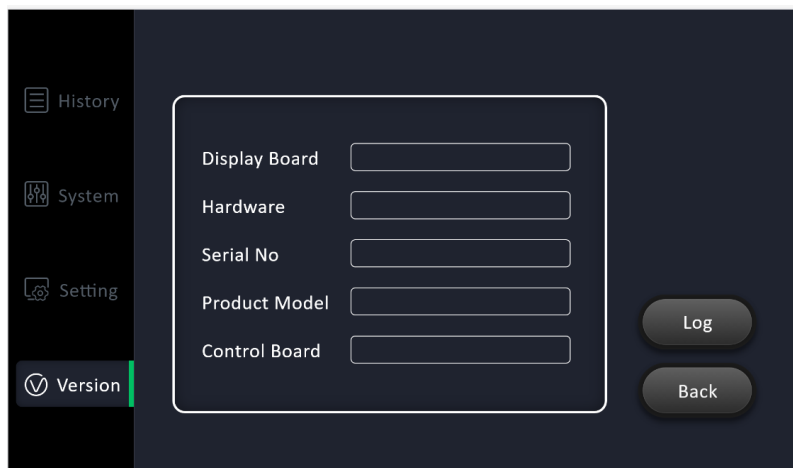 History
System
Setting
Version
Display Board
Hardware
Serial No
Product Model
Control Board
Log
Back